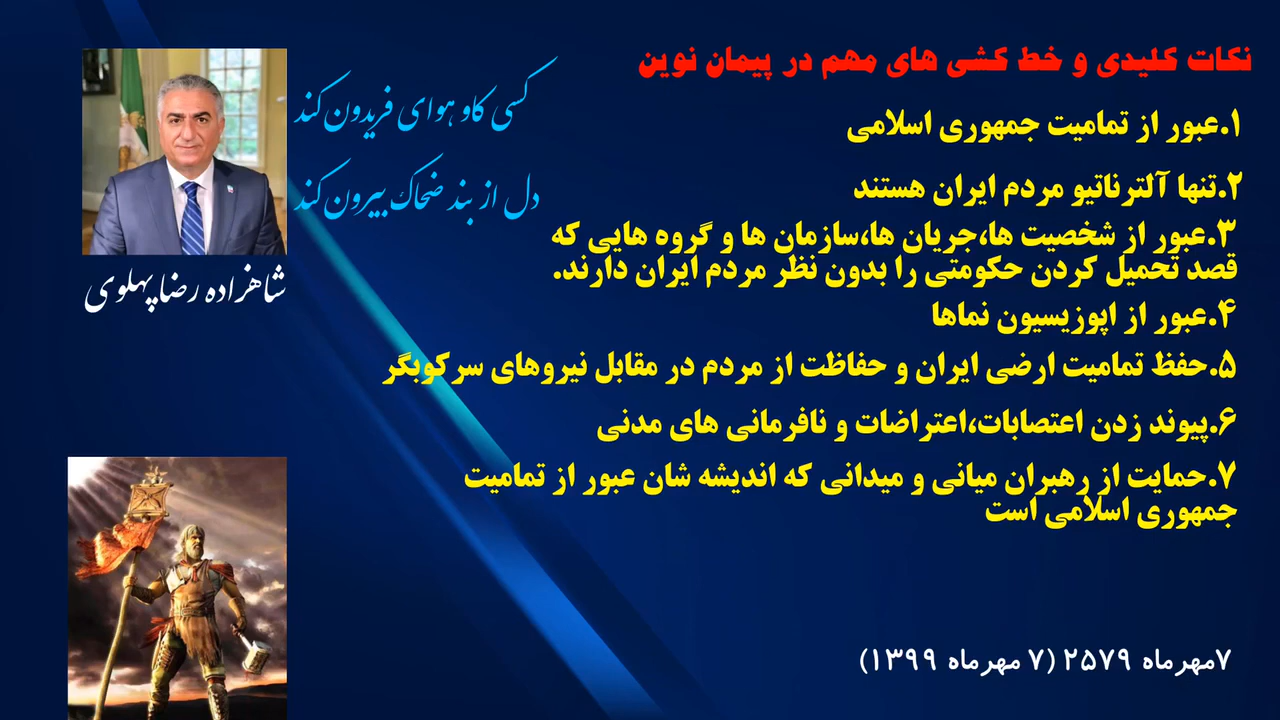 نکات کلیدی و خط کشی های مهم در پیمان نوین
۱.عبور از تمامیت جمهوری اسلامی
۲.تنها آلترناتیو مردم ایران هستند
۳.عبور از شخصیت ها،جریان ها،سازمان ها و گروه هایی که
قصد تحمیل کردن حکومتی را بدون نظر مردم ایران دارند.
۴.عبور از اپوزیسیون نماها
۵.حفظ تمامیت ارضی ایران و حفاظت از مردم در مقابل نیروهای سرکوبگر
۶.پیوند زدن اعتصابات،اعتراضات و نافرمانی های مدنی
۷.حمایت از رهبران میانی و میدانی که اندیشه شان عبور از تمامیت
جمهوری اسلامی است
۷مهرماه ۲۵۷۹ (۷ مهرماه ۱۳۹۹)
کسی کاو هوای فریدون کند
دل از بند ضحاک بیرون کند
شاهزاده رضا پهلوی